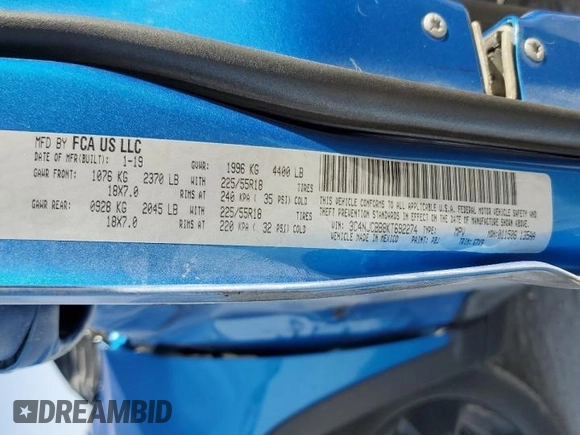 MFD BY FCA US LLC
DATE OF MFR(BUILT): 1-19 GVWR: 1996 KG 4400 LB
GAWR FRONT: 1076 KG 2370 LB WITH 225/55R18 TIRES
18X7.0 RIMS AT 240 KPA ( 35 PSI) COLD
GAWR REAR: 0928 KG 2045 LB WITH 225/55R18 TIRES
18X7.0 RIMS AT 220 KPA ( 32 PSI) COLD
THIS VEHICLE CONFORMS TO ALL APPLICABLE U.S.A. FEDERAL MOTOR VEHICLE SAFETY AND
THEFT PREVENTION STANDARDS IN EFFECT ON THE DATE OF MANUFACTURE SHOWN ABOVE.
VIN: 3C4NJCBB8KT692274 TYPE: MPV MDH:
VEHICLE MADE IN MEXICO PAINT: PBJ TRIM:
DREAMBID